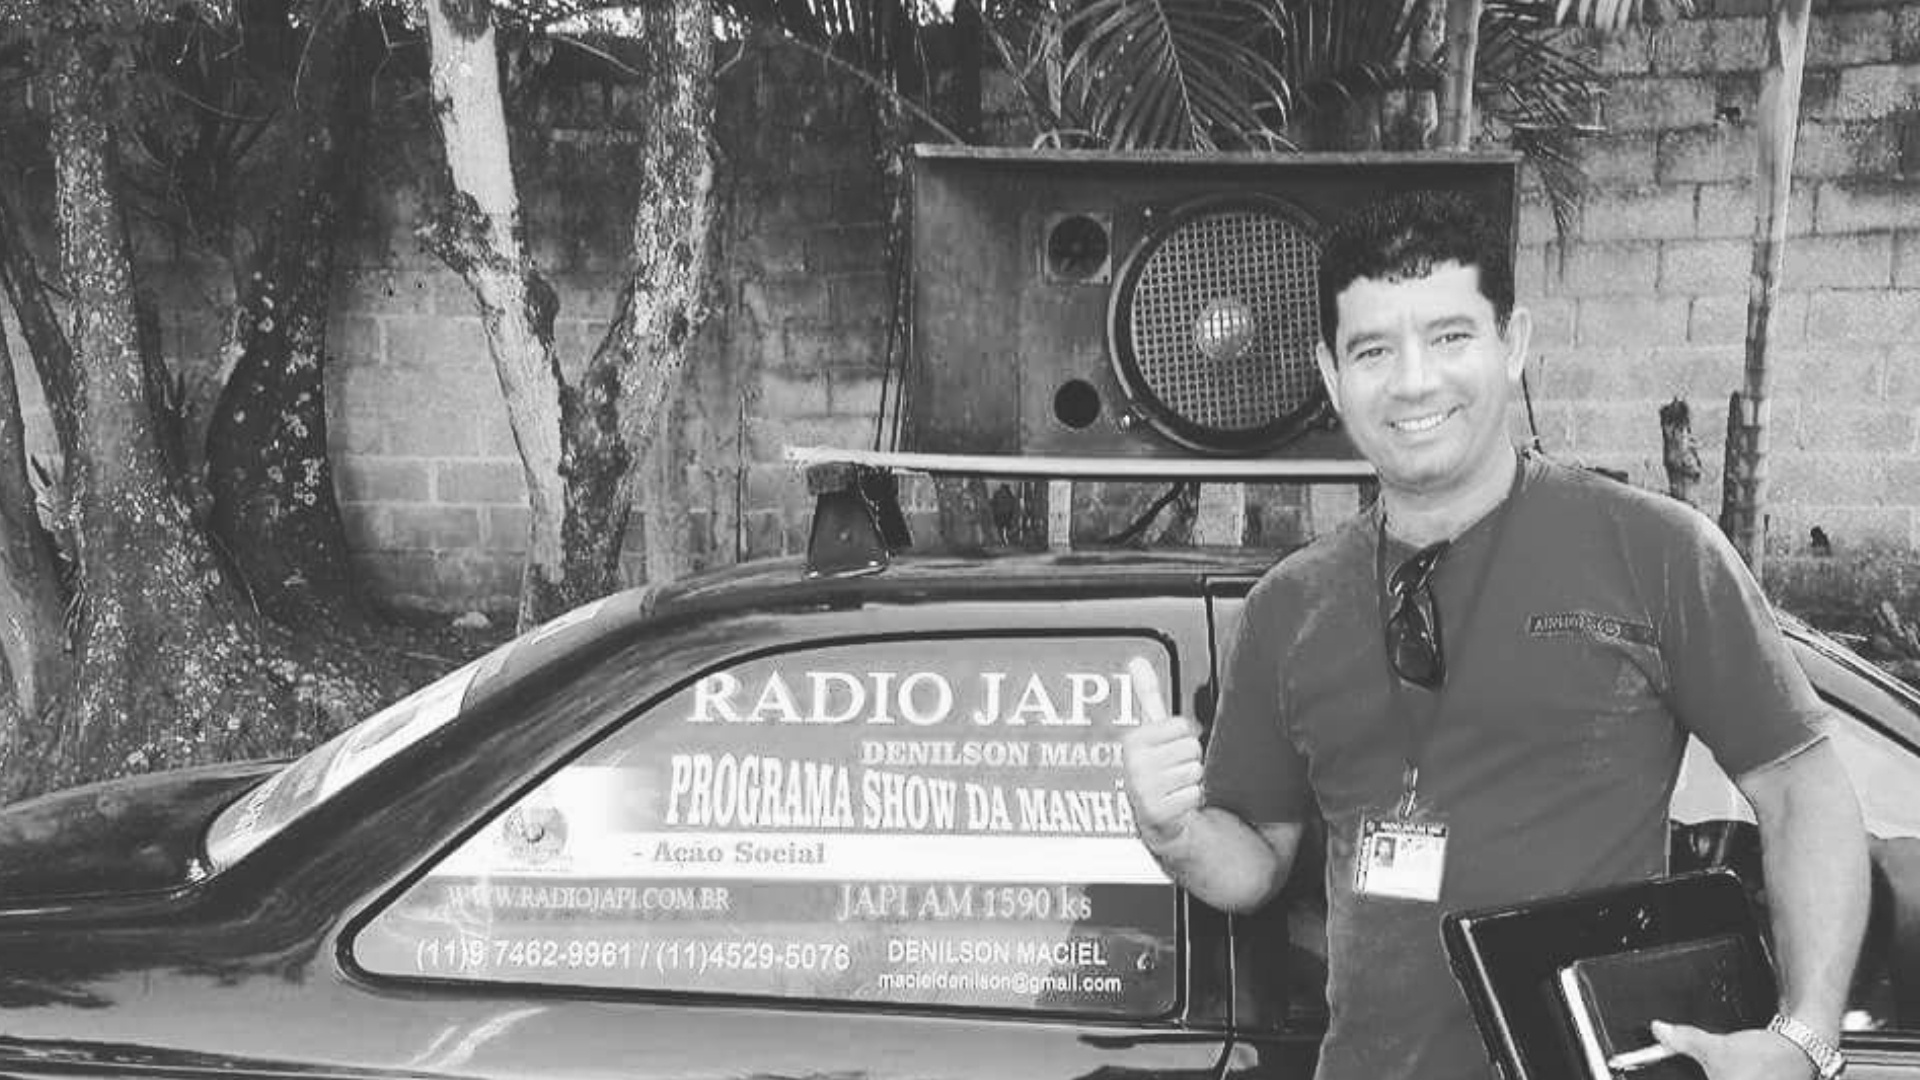 RADIO JAPI
DENILSON MACI
PROGRAMA SHOW DA MANHÃ
- Acão Social
WWW.RADIOJAPI.COM.BR
JAPI AM 1590 ks
(11)9 7462-9961 / (11)4529-5076
DENILSON MACIEL
macieldenilson@gmail.com